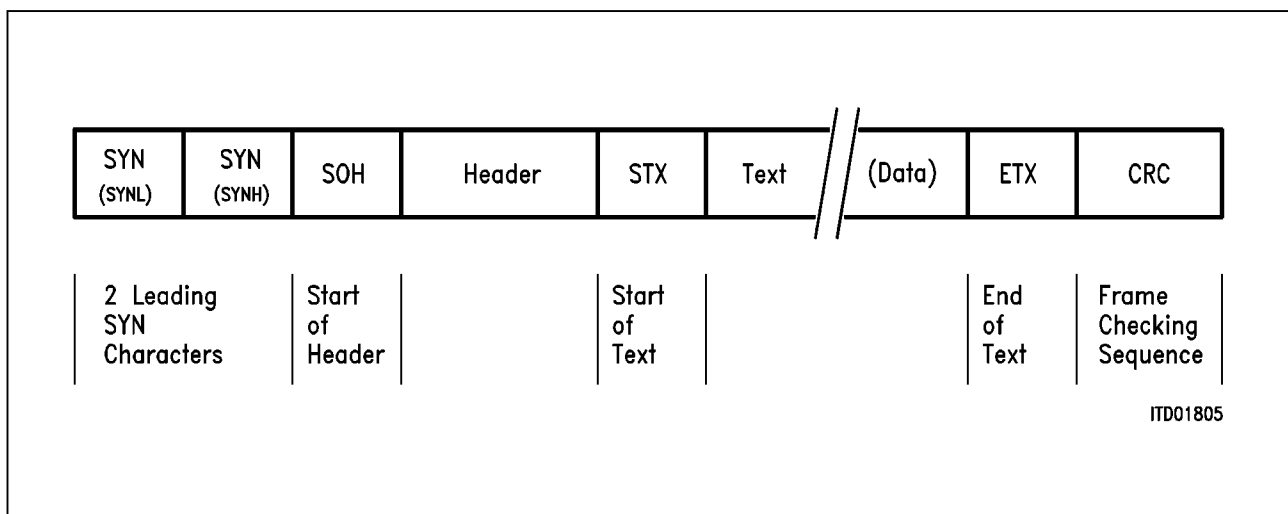 SYN SYN SOH Header STX Text (Data) ETX CRC
(SYNL) (SYNH)
2 Leading
SYN
Characters
Start
of
Header
Start
of
Text
End
of
Text
Frame
Checking
Sequence
ITD01805